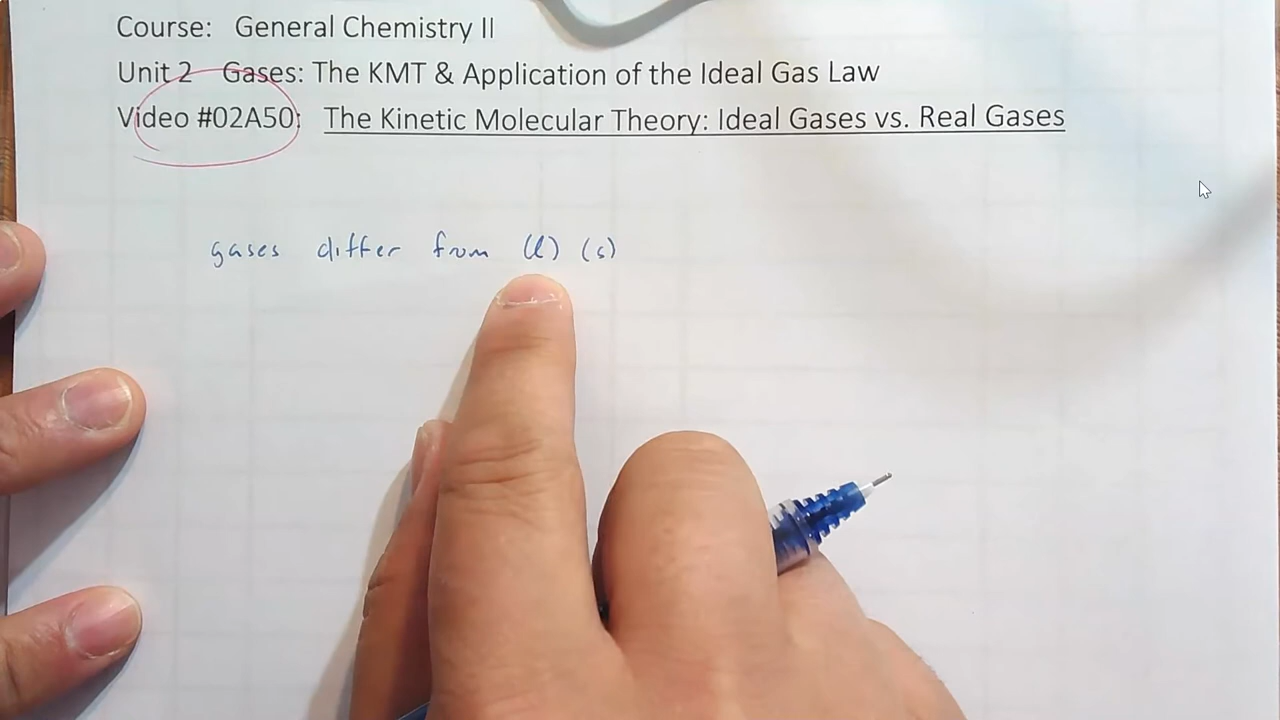 Course: General Chemistry II
Unit 2 Gases: The KMT & Application of the Ideal Gas Law
Video #02A50: The Kinetic Molecular Theory: Ideal Gases vs. Real Gases
gases differ from (l) (s)